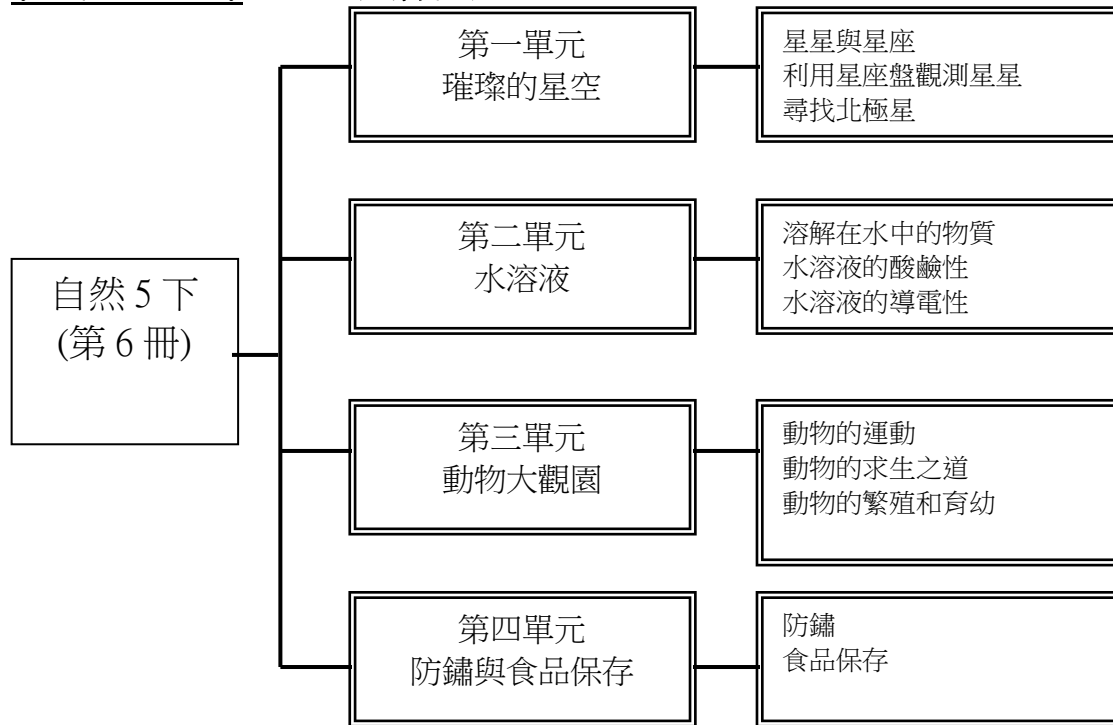 自然5下
(第6冊)
第一單元
璀璨的星空
星星與星座
利用星座盤觀測星星
尋找北極星
第二單元
水溶液
溶解在水中的物質
水溶液的酸鹼性
水溶液的導電性
第三單元
動物大觀園
動物的運動
動物的求生之道
動物的繁殖和育幼
第四單元
防鏽與食品保存
防鏽
食品保存